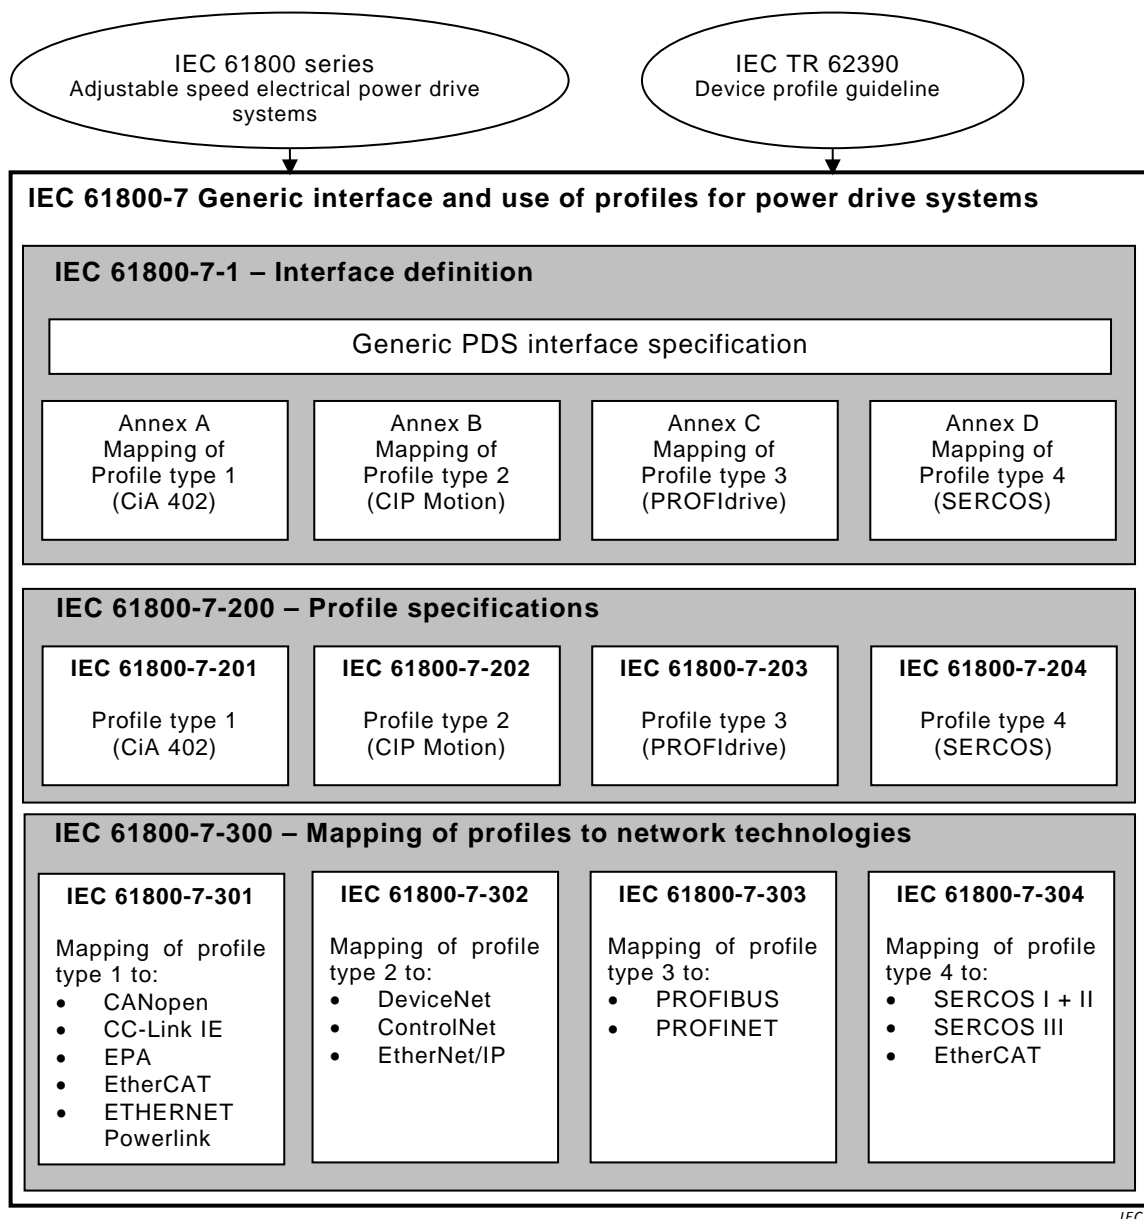 IEC 61800 series
Adjustable speed electrical power drive
systems
IEC TR 62390
Device profile guideline
IEC 61800-7 Generic interface and use of profiles for power drive systems
IEC 61800-7-1 – Interface definition
Generic PDS interface specification
Annex A
Mapping of
Profile type 1
(CiA 402)
Annex B
Mapping of
Profile type 2
(CIP Motion)
Annex C
Mapping of
Profile type 3
(PROFIdrive)
Annex D
Mapping of
Profile type 4
(SERCOS)
IEC 61800-7-200 – Profile specifications
IEC 61800-7-201
Profile type 1
(CiA 402)
IEC 61800-7-202
Profile type 2
(CIP Motion)
IEC 61800-7-203
Profile type 3
(PROFIdrive)
IEC 61800-7-204
Profile type 4
(SERCOS)
IEC 61800-7-300 – Mapping of profiles to network technologies
IEC 61800-7-301
Mapping of profile
type 1 to:
• CANopen
• CC-Link IE
• EPA
• EtherCAT
• ETHERNET
Powerlink
IEC 61800-7-302
Mapping of profile
type 2 to:
• DeviceNet
• ControlNet
• EtherNet/IP
IEC 61800-7-303
Mapping of profile
type 3 to:
• PROFIBUS
• PROFINET
IEC 61800-7-304
Mapping of profile
type 4 to:
• SERCOS I + II
• SERCOS III
• EtherCAT
IEC